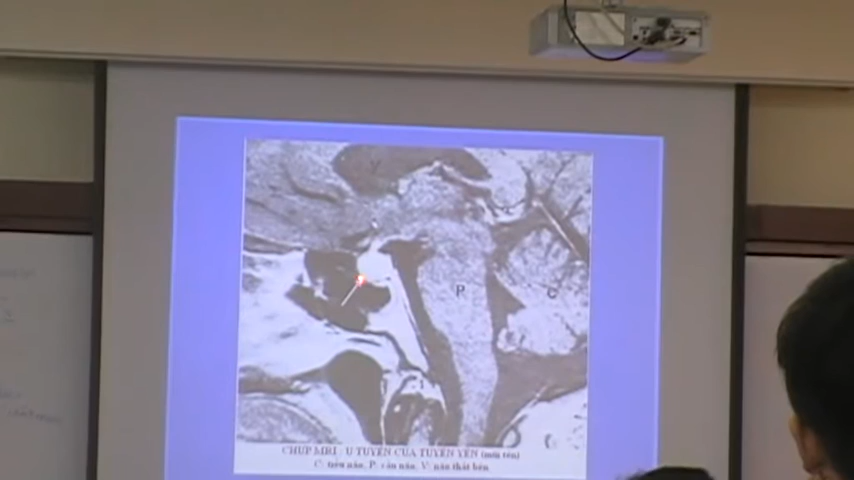 V
P
C
CHỤP MRI : U TUYẾN CỦA TUYẾN YÊN (mũi tên)
C: tiểu não, P: cầu não, V: não thất bên.